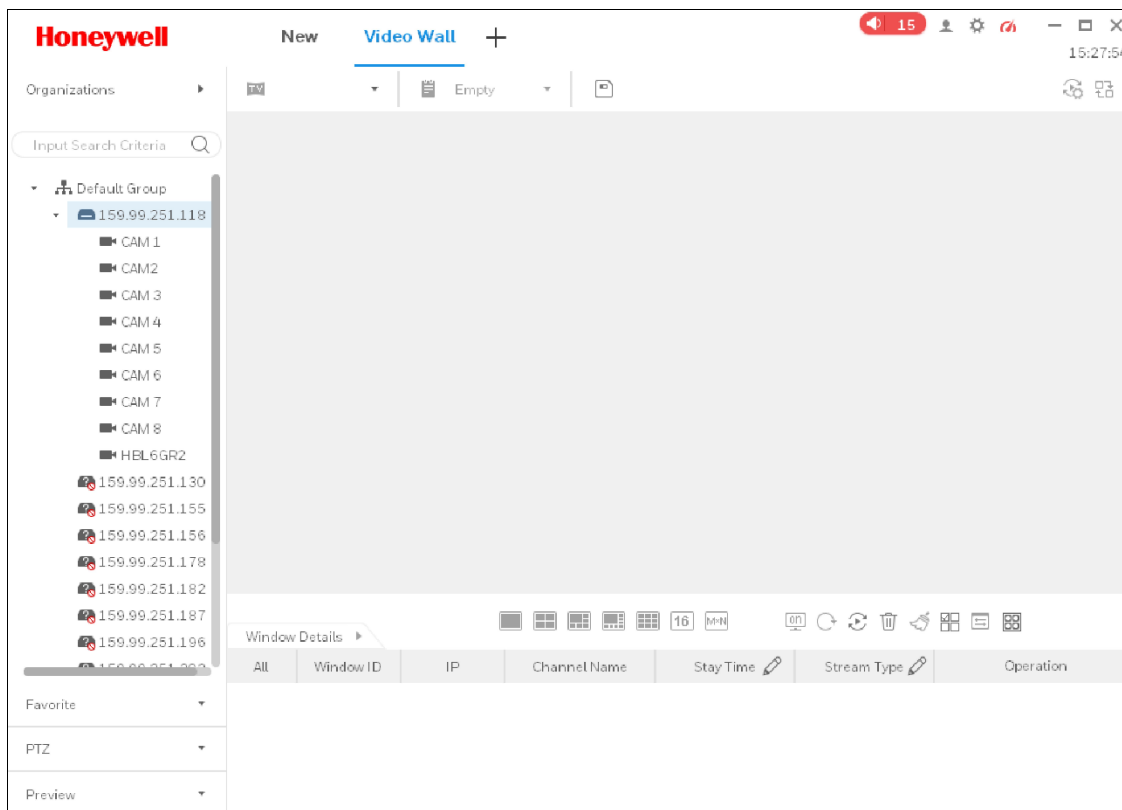 Honeywell
New Video Wall
15
15:27:54
Organizations
Empty
Input Search Criteria
Default Group
159.99.251.118
CAM 1
CAM2
CAM 3
CAM 4
CAM 5
CAM 6
CAM 7
CAM 8
HBL6GR2
159.99.251.130
159.99.251.155
159.99.251.156
159.99.251.178
159.99.251.182
159.99.251.187
159.99.251.196
Favorite
PTZ
Preview
TV
16 M×N
on
Window Details
All Window ID IP Channel Name Stay Time Stream Type Operation